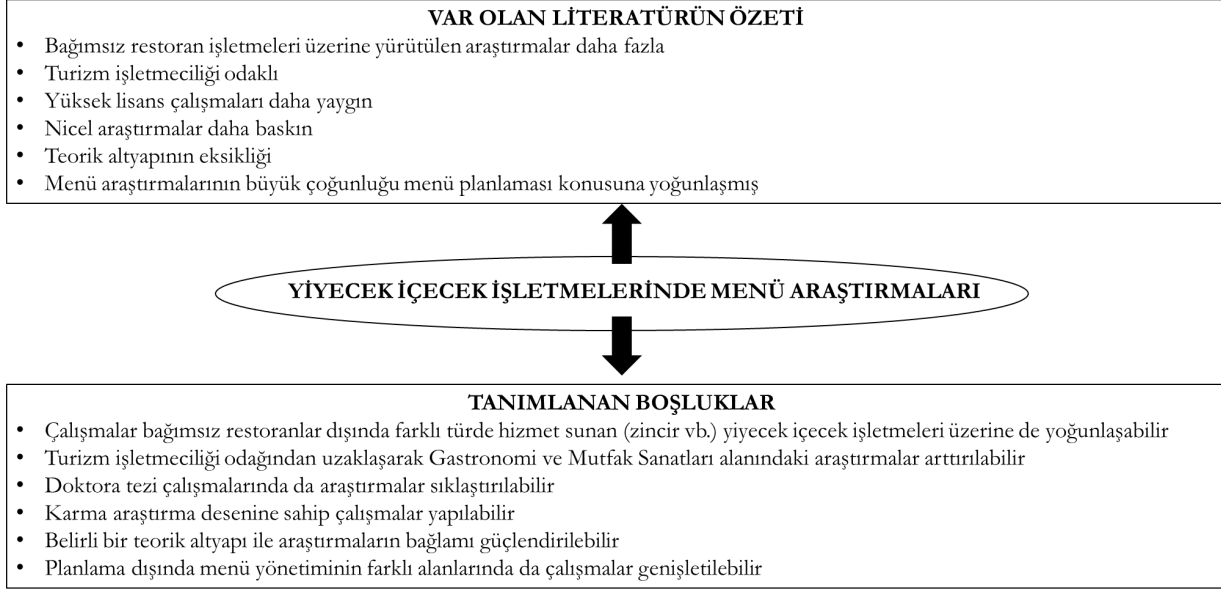 VAR OLAN LİTERATÜRÜN ÖZETİ
• Bağımsız restoran işletmeleri üzerine yürütülen araştırmalar daha fazla
• Turizm işletmeciliği odaklı
• Yüksek lisans çalışmaları daha yaygın
• Nicel araştırmalar daha baskın
• Teorik altyapının eksikliği
• Menü araştırmalarının büyük çoğunluğu menü planlaması konusuna yoğunlaşmış
YİYECEK İÇECEK İŞLETMELERİNDE MENÜ ARAŞTIRMALARI
TANIMLANAN BOŞLUKLAR
• Çalışmalar bağımsız restoranlar dışında farklı türde hizmet sunan (zincir vb.) yiyecek içecek işletmeleri üzerine de yoğunlaşabilir
• Turizm işletmeciliği odağından uzaklaşarak Gastronomi ve Mutfak Sanatları alanındaki araştırmalar arttırılabilir
• Doktora tezi çalışmalarında da araştırmalar sıklaştırılabilir
• Karma araştırma desenine sahip çalışmalar yapılabilir
• Belirli bir teorik altyapı ile araştırmaların bağlamı güçlendirilebilir
• Planlama dışında menü yönetiminin farklı alanlarında da çalışmalar genişletilebilir